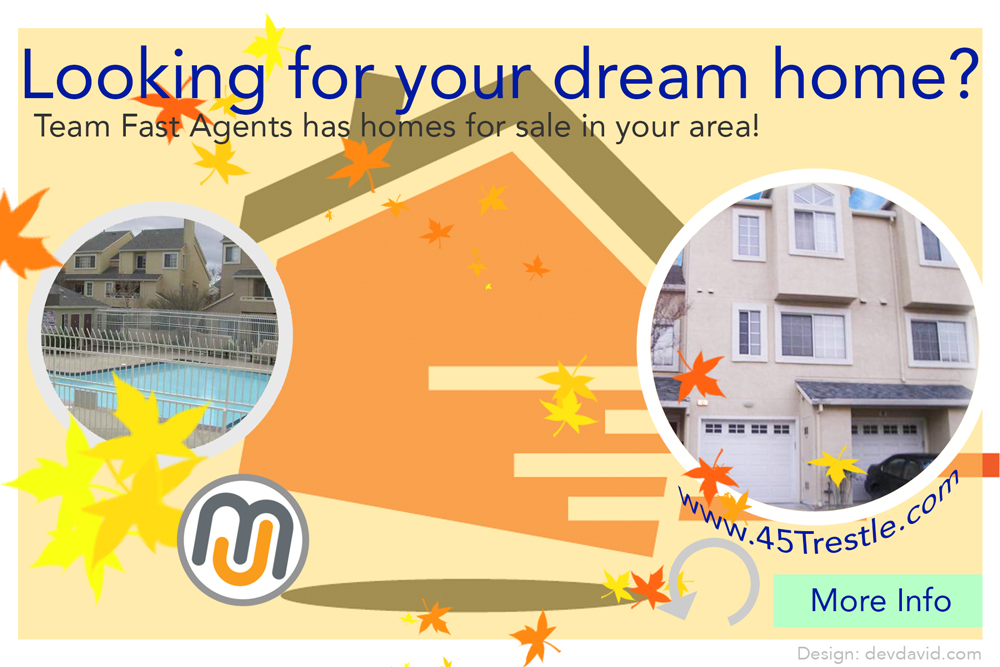 Looking for your dream home?
Team Fast Agents has homes for sale in your area!
www.45Trestle.com
More Info
Design: devdavid.com